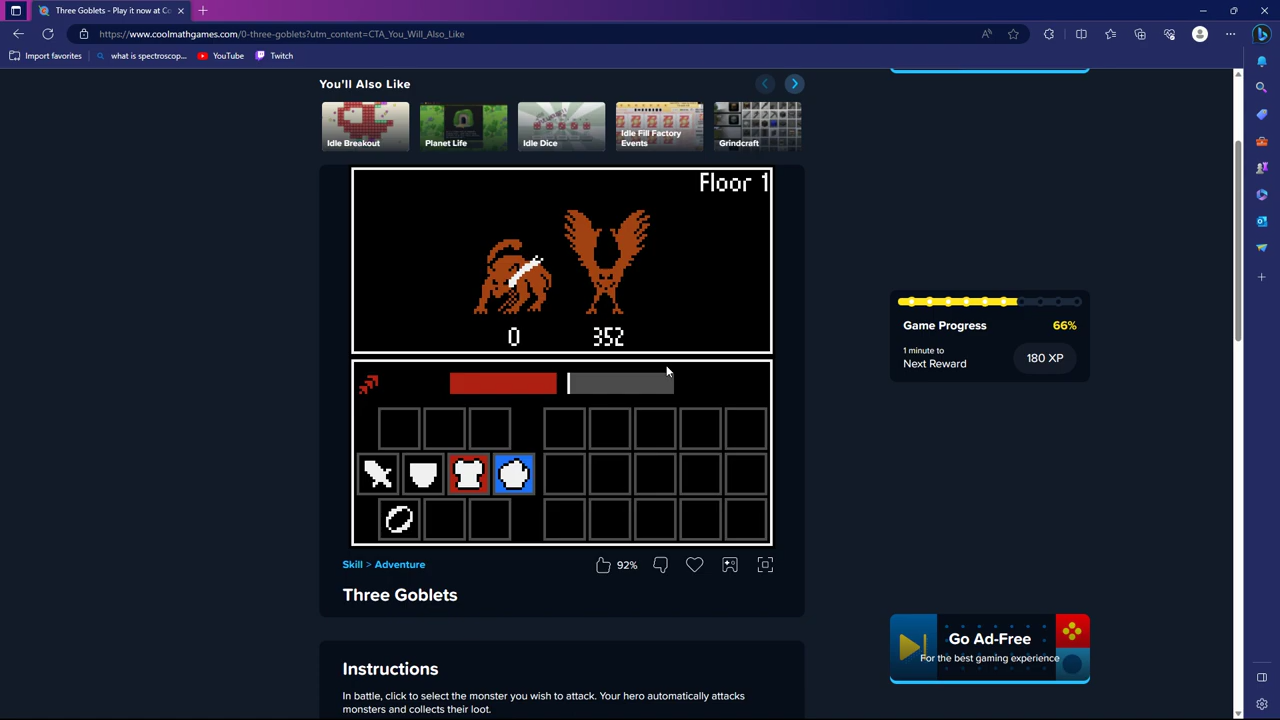 Three Goblets - Play it now at Co
https://www.coolmathgames.com/0-three-goblets?utm_content=CTA_You_Will_Also_Like
Import favorites
what is spectroscop...
YouTube
Twitch
You'll Also Like
Idle Breakout
Planet Life
Idle Dice
Idle Fill Factory
Events
Grindcraft
Floor 1
0
352
Game Progress
66%
1 minute to
Next Reward
180 XP
Skill > Adventure
92%
Three Goblets
Go Ad-Free
For the best gaming experience
Instructions
In battle, click to select the monster you wish to attack. Your hero automatically attacks
monsters and collects their loot.